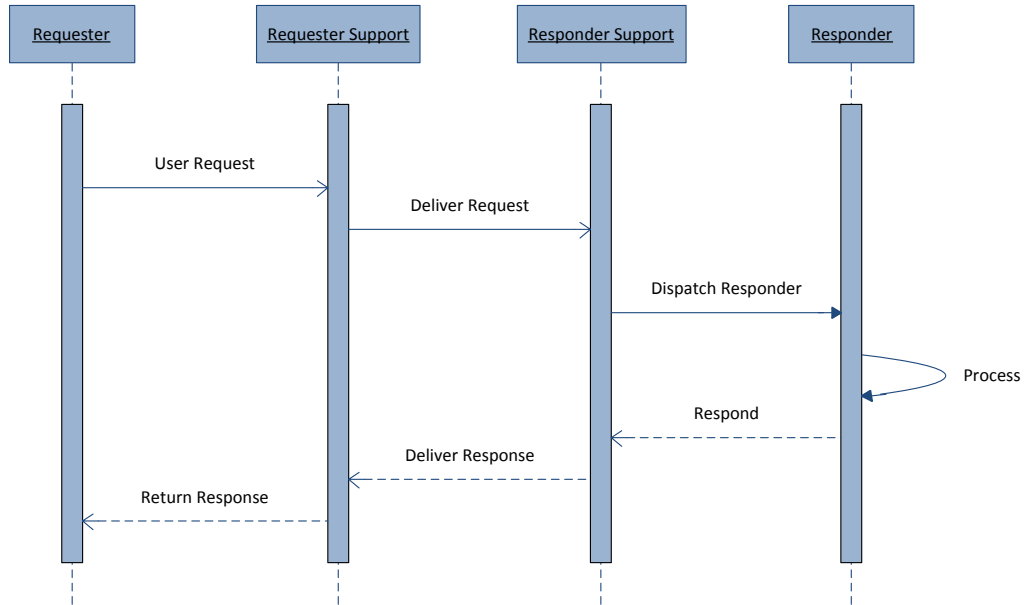 Requester
Requester Support
Responder Support
Responder
User Request
Deliver Request
Dispatch Responder
Process
Respond
Deliver Response
Return Response